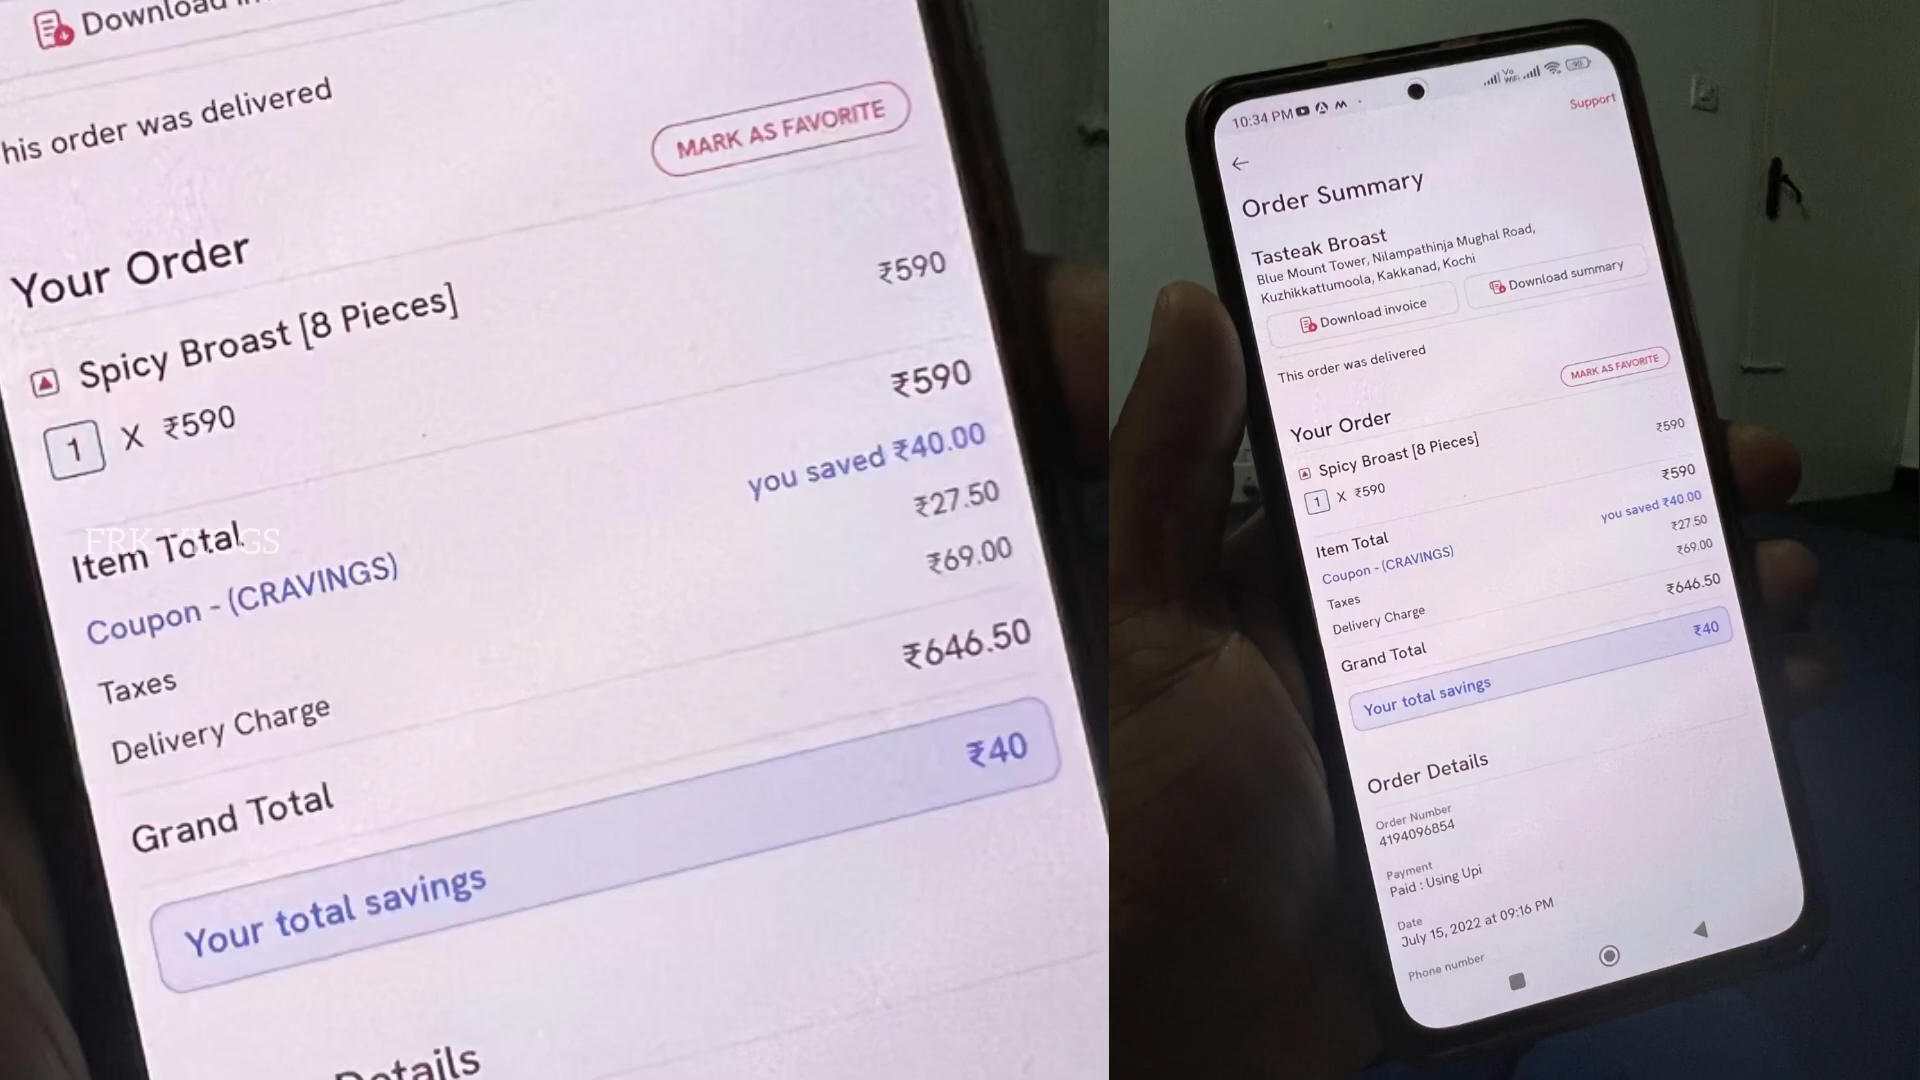 Download
his order was delivered
MARK AS FAVORITE
Your Order
Spicy Broast [8 Pieces]
₹590
1 X ₹590
Item Total
₹590
Coupon - (CRAVINGS)
you saved ₹40.00
Taxes
₹27.50
Delivery Charge
₹69.00
Grand Total
₹646.50
Your total savings
₹40
Details
10:34 PM
Vo
WiFi
90
Support
Order Summary
Tasteak Broast
Blue Mount Tower, Nilampathinja Mughal Road,
Kuzhikkattumoola, Kakkanad, Kochi
Download invoice
Download summary
This order was delivered
MARK AS FAVORITE
Your Order
Spicy Broast [8 Pieces]
₹590
1 X ₹590
Item Total
₹590
Coupon - (CRAVINGS)
you saved ₹40.00
Taxes
₹27.50
Delivery Charge
₹69.00
Grand Total
₹646.50
Your total savings
₹40
Order Details
Order Number
4194096854
Payment
Paid : Using Upi
Date
July 15, 2022 at 09:16 PM
Phone number